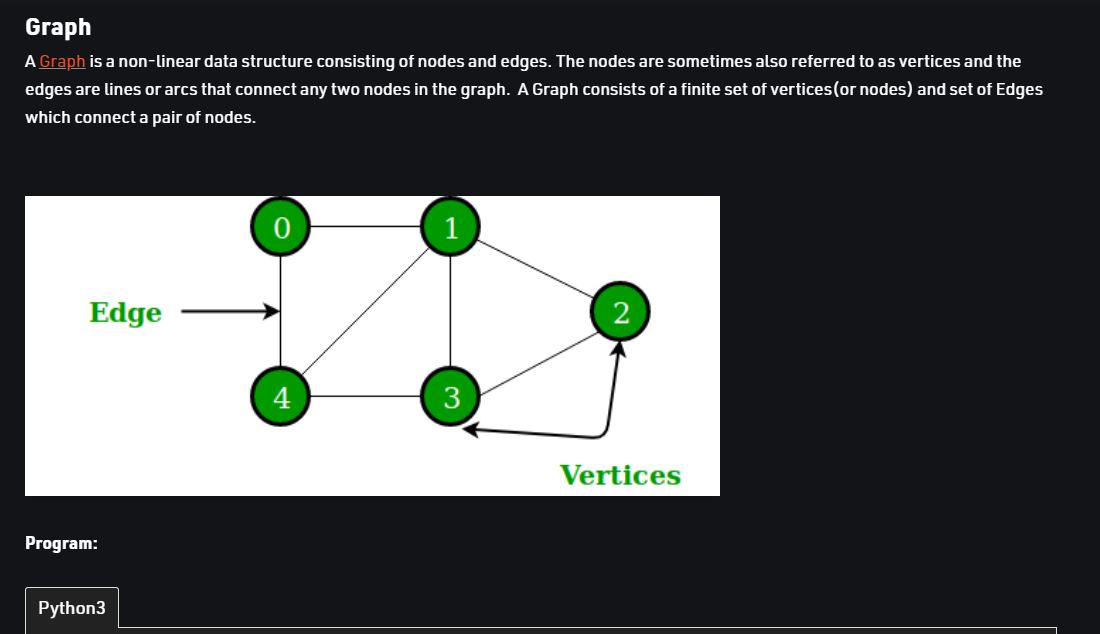 Graph
A Graph is a non-linear data structure consisting of nodes and edges. The nodes are sometimes also referred to as vertices and the
edges are lines or arcs that connect any two nodes in the graph.  A Graph consists of a finite set of vertices(or nodes) and set of Edges
which connect a pair of nodes.
0 1
Edge 2
4 3
Vertices
Program:
Python3